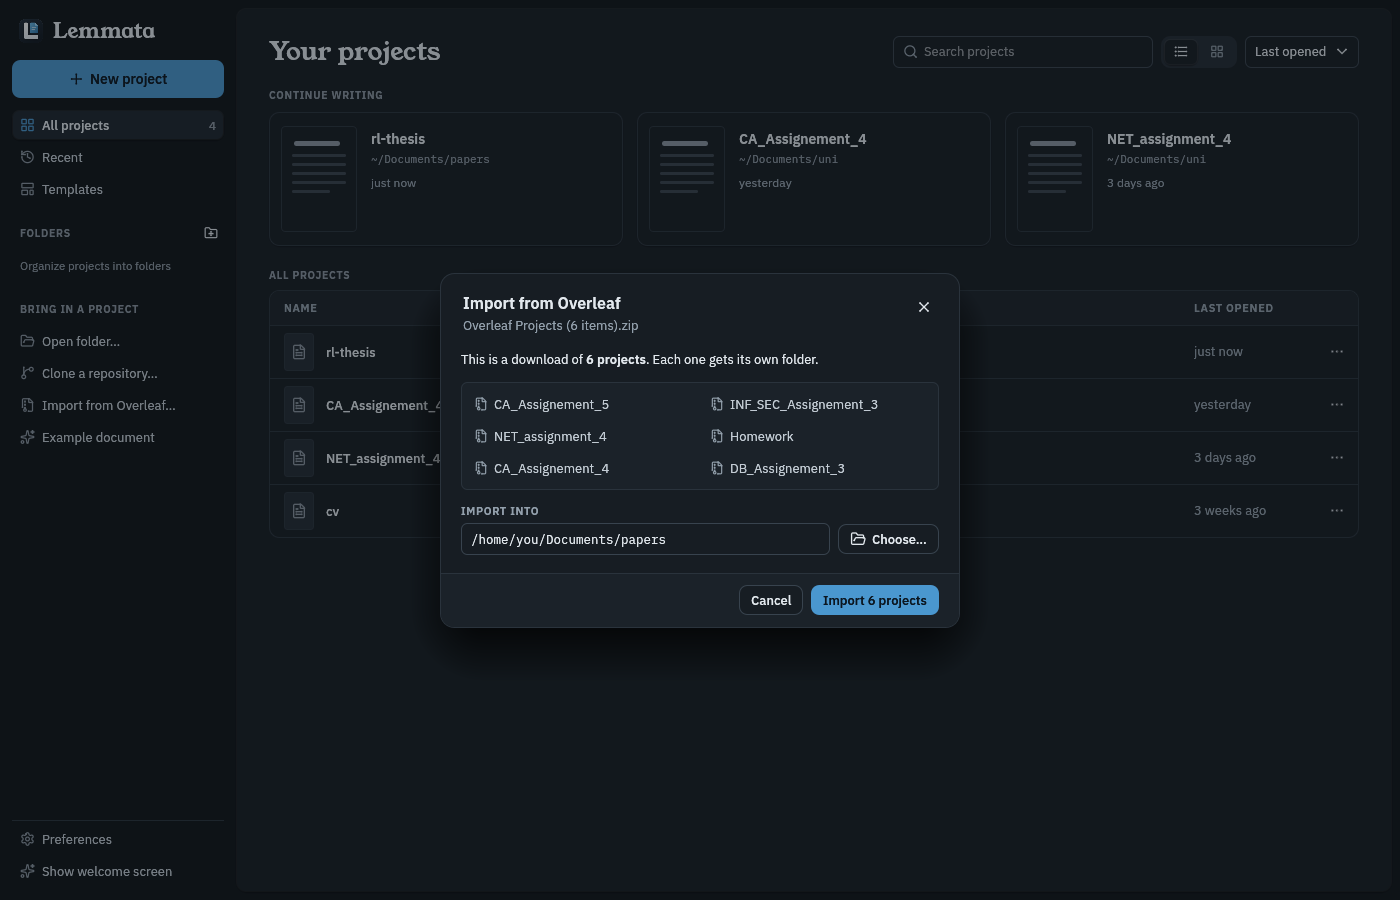 Lemmata
New project
All projects 4
Recent
Templates
FOLDERS
Organize projects into folders
BRING IN A PROJECT
Open folder...
Clone a repository...
Import from Overleaf...
Example document
Preferences
Show welcome screen
Your projects
Search projects
Last opened
CONTINUE WRITING
rl-thesis
~/Documents/papers
just now
CA_Assignement_4
~/Documents/uni
yesterday
NET_assignment_4
~/Documents/uni
3 days ago
ALL PROJECTS
NAME LAST OPENED
rl-thesis just now
CA_Assignement_4 yesterday
NET_assignment_4 3 days ago
cv 3 weeks ago
Import from Overleaf
Overleaf Projects (6 items).zip
This is a download of 6 projects. Each one gets its own folder.
CA_Assignement_5 INF_SEC_Assignement_3
NET_assignment_4 Homework
CA_Assignement_4 DB_Assignement_3
IMPORT INTO
/home/you/Documents/papers Choose...
Cancel Import 6 projects